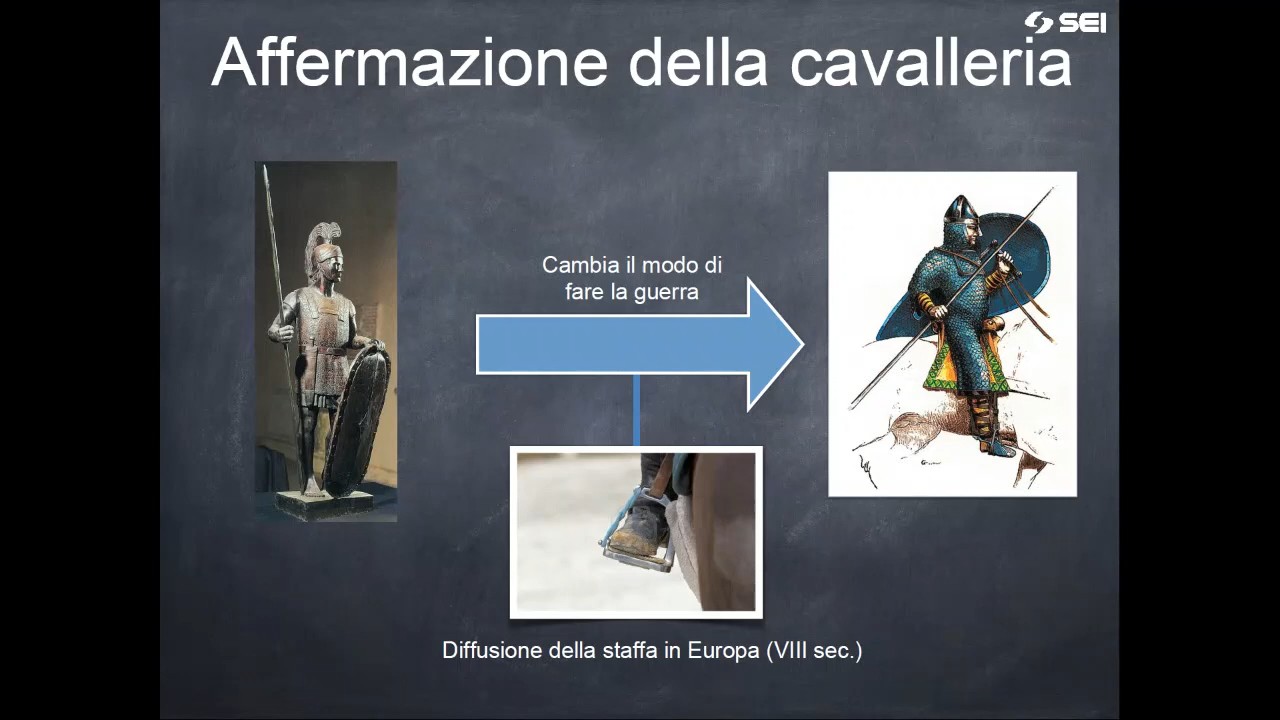 SEI
Affermazione della cavalleria
Cambia il modo di
fare la guerra
Diffusione della staffa in Europa (VIII sec.)